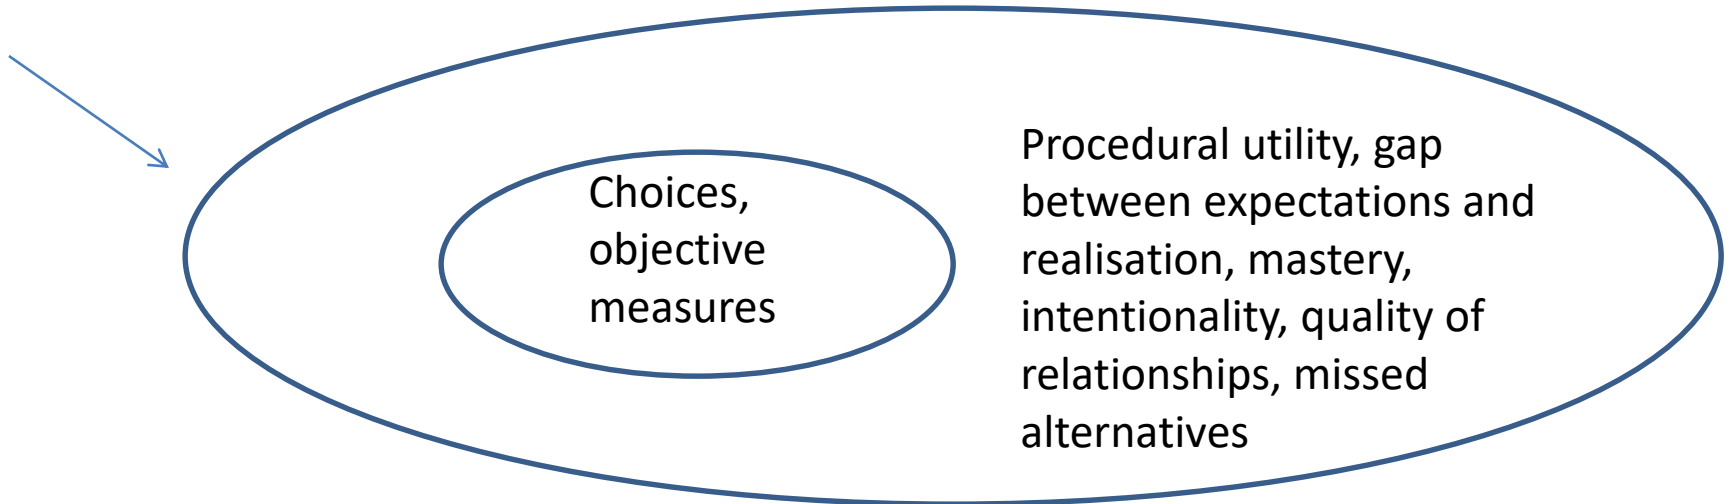 Choices,
objective
measures
Procedural utility, gap
between expectations and
realisation, mastery,
intentionality, quality of
relationships, missed
alternatives